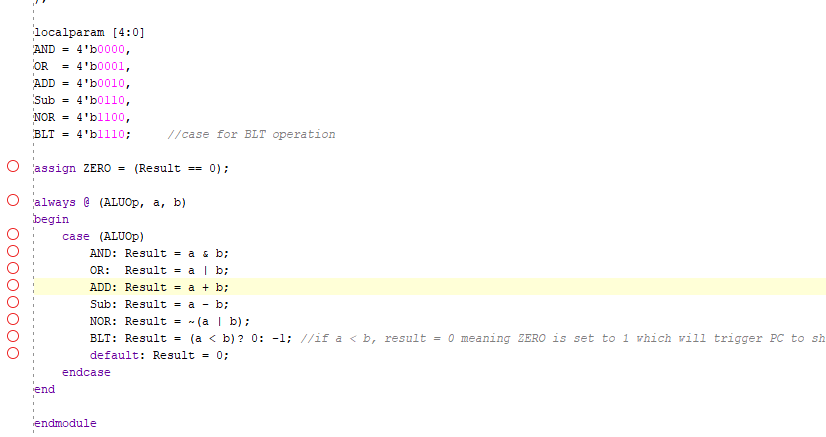 );
localparam [4:0]
AND = 4'b0000,
OR  = 4'b0001,
ADD = 4'b0010,
Sub = 4'b0110,
NOR = 4'b1100,
BLT = 4'b1110;     //case for BLT operation
assign ZERO = (Result == 0);
always @ (ALUOp, a, b)
begin
    case (ALUOp)
        AND: Result = a & b;
        OR:  Result = a | b;
        ADD: Result = a + b;
        Sub: Result = a - b;
        NOR: Result = ~(a | b);
        BLT: Result = (a < b)? 0: -1; //if a < b, result = 0 meaning ZERO is set to 1 which will trigger PC to sh
        default: Result = 0;
    endcase
end
endmodule